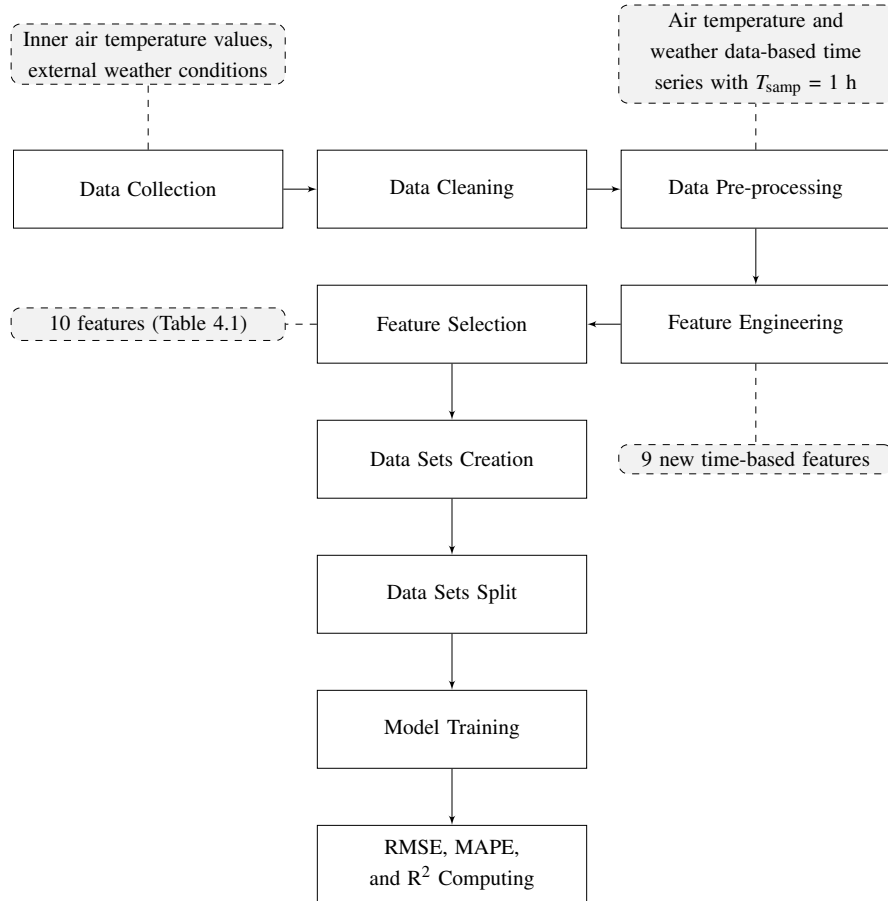 Inner air temperature values,
external weather conditions
Air temperature and
weather data-based time
series with T_samp = 1 h
Data Collection
Data Cleaning
Data Pre-processing
10 features (Table 4.1)
Feature Selection
Feature Engineering
Data Sets Creation
9 new time-based features
Data Sets Split
Model Training
RMSE, MAPE,
and R² Computing